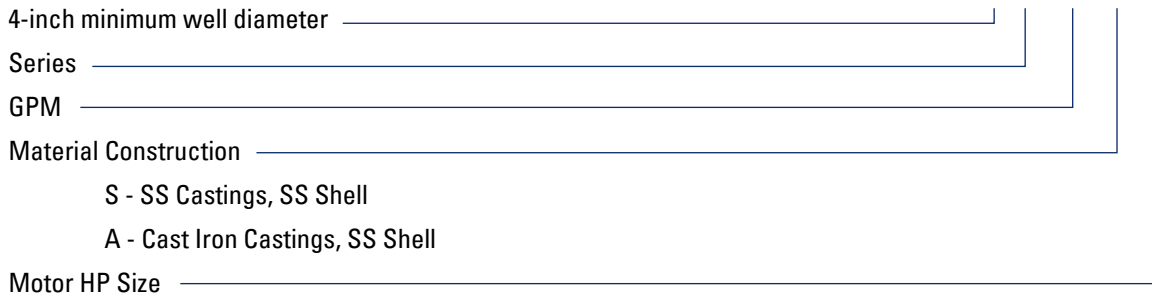 4-inch minimum well diameter
Series
GPM
Material Construction
S - SS Castings, SS Shell
A - Cast Iron Castings, SS Shell
Motor HP Size